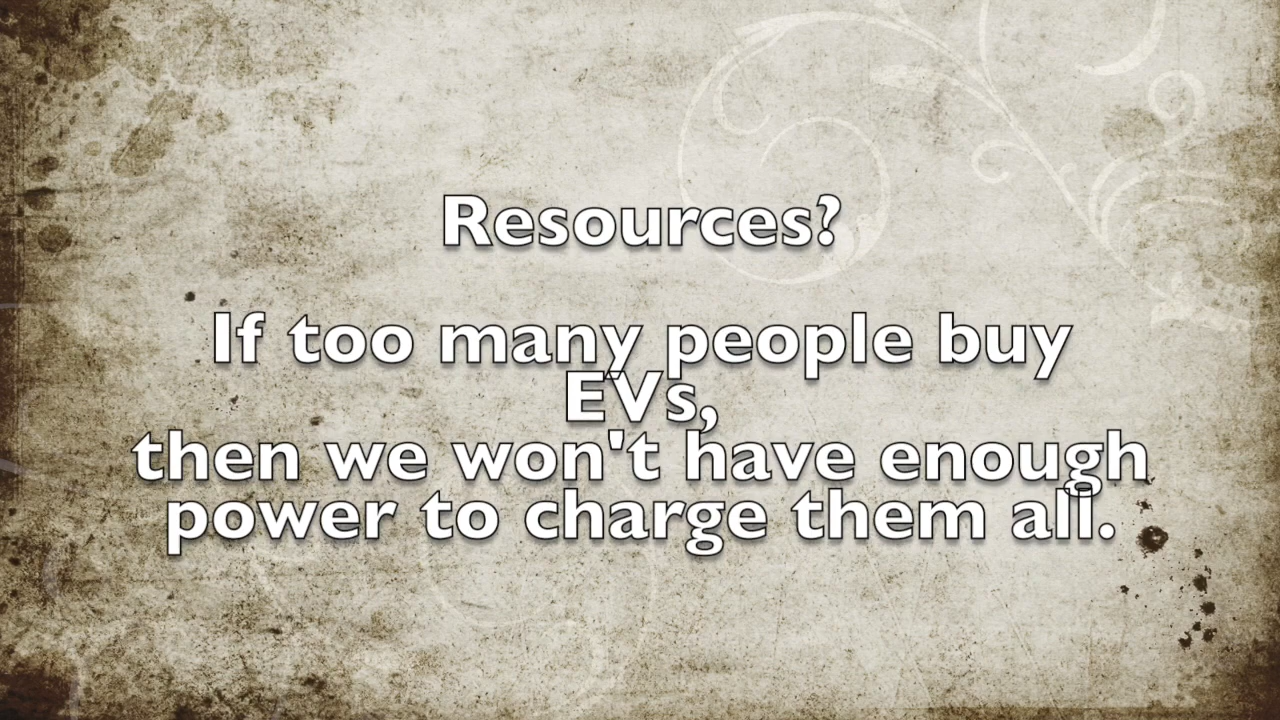 Resources?
If too many people buy
EVs,
then we won't have enough
power to charge them all.